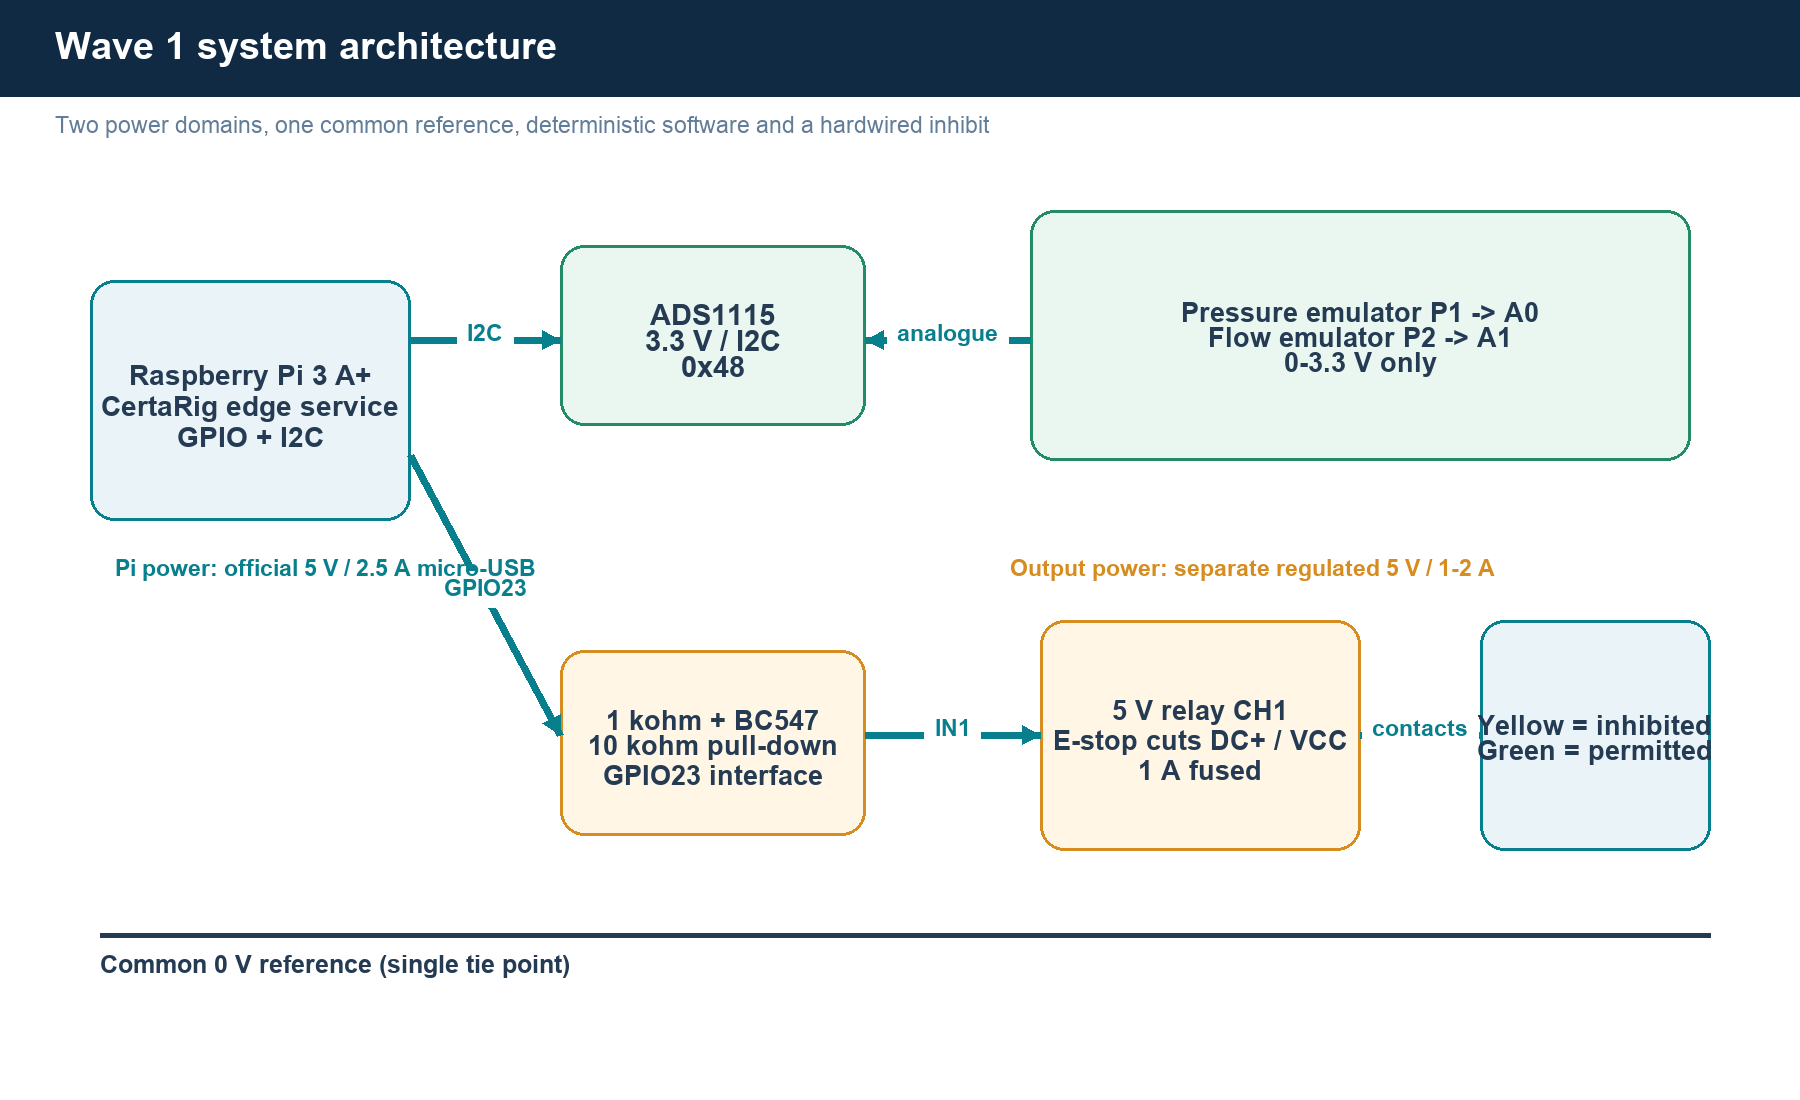 Wave 1 system architecture
Two power domains, one common reference, deterministic software and a hardwired inhibit
Raspberry Pi 3 A+
CertaRig edge service
GPIO + I2C
I2C
ADS1115
3.3 V / I2C
0x48
analogue
Pressure emulator P1 -> A0
Flow emulator P2 -> A1
0-3.3 V only
Pi power: official 5 V / 2.5 A micro-USB
GPIO23
Output power: separate regulated 5 V / 1-2 A
1 kohm + BC547
10 kohm pull-down
GPIO23 interface
IN1
5 V relay CH1
E-stop cuts DC+ / VCC
1 A fused
contacts
Yellow = inhibited
Green = permitted
Common 0 V reference (single tie point)